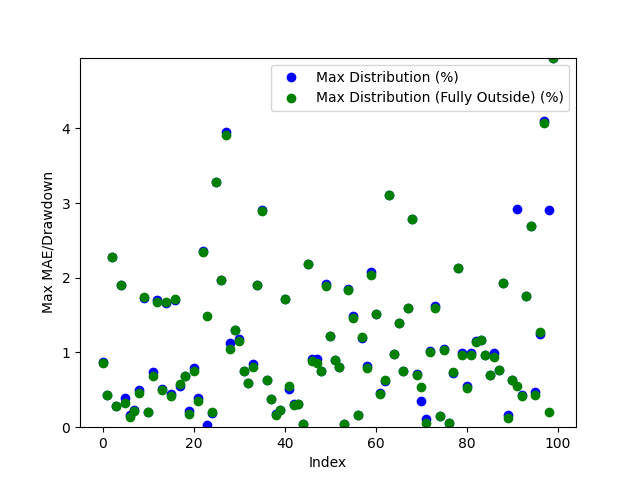 Max Distribution (%)
Max Distribution (Fully Outside) (%)
Max MAE/Drawdown
4
3
2
1
0
0 20 40 60 80 100
Index